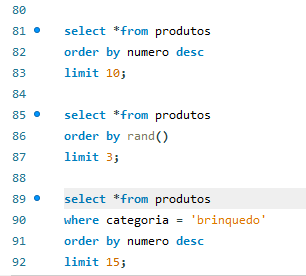 80
81 select *from produtos
82 order by numero desc
83 limit 10;
84
85 select *from produtos
86 order by rand()
87 limit 3;
88
89 select *from produtos
90 where categoria = 'brinquedo'
91 order by numero desc
92 limit 15;